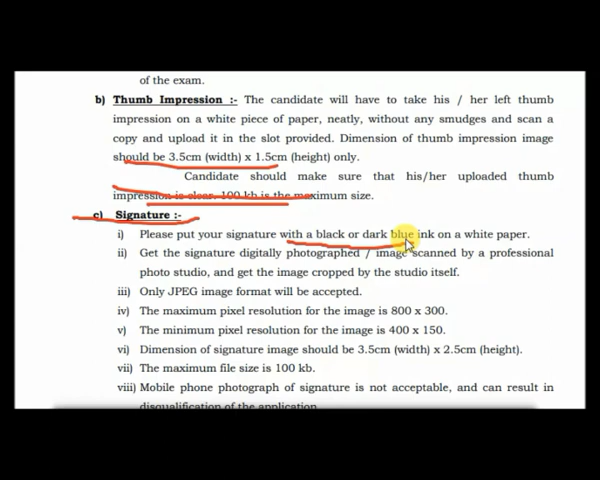 of the exam.
b) Thumb Impression :- The candidate will have to take his / her left thumb
impression on a white piece of paper, neatly, without any smudges and scan a
copy and upload it in the slot provided. Dimension of thumb impression image
should be 3.5cm (width) x 1.5cm (height) only.
Candidate should make sure that his/her uploaded thumb
impression is clear. 100 kb is the maximum size.
c) Signature :-
i) Please put your signature with a black or dark blue ink on a white paper.
ii) Get the signature digitally photographed / image scanned by a professional
photo studio, and get the image cropped by the studio itself.
iii) Only JPEG image format will be accepted.
iv) The maximum pixel resolution for the image is 800 x 300.
v) The minimum pixel resolution for the image is 400 x 150.
vi) Dimension of signature image should be 3.5cm (width) x 2.5cm (height).
vii) The maximum file size is 100 kb.
viii) Mobile phone photograph of signature is not acceptable, and can result in
disqualification of the application.